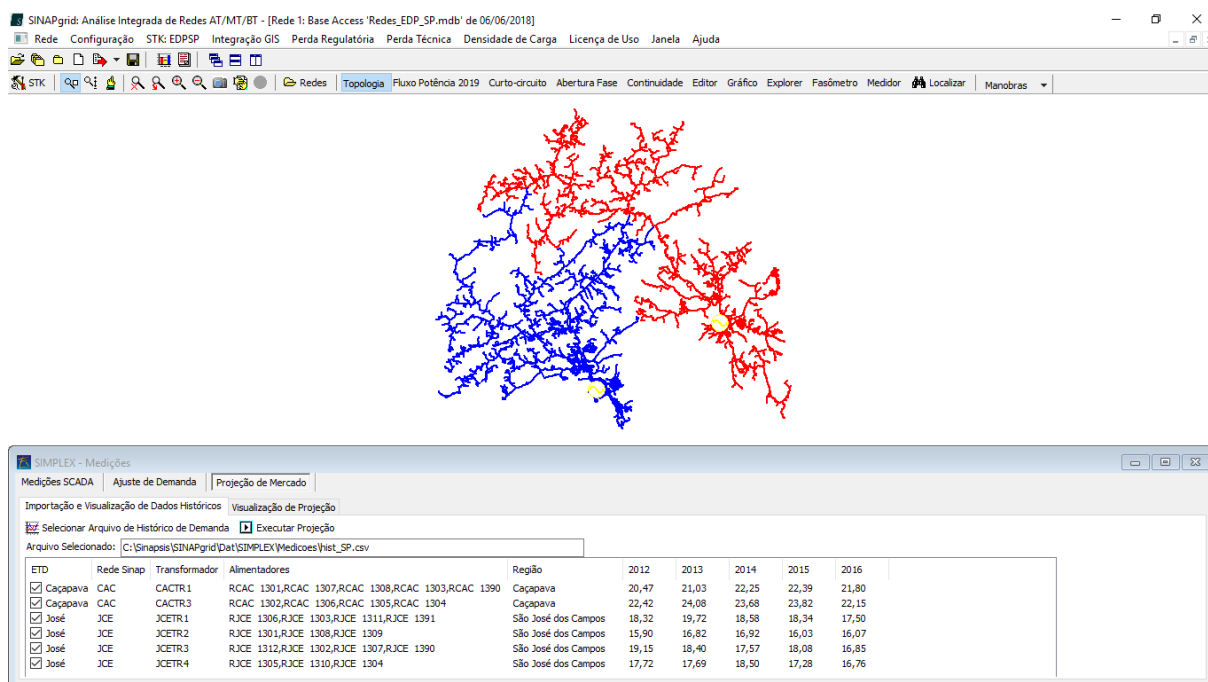 SINAPgrid: Análise Integrada de Redes AT/MT/BT - [Rede 1: Base Access 'Redes_EDP_SP.mdb' de 06/06/2018]
Rede Configuração STK: EDPSP Integração GIS Perda Regulatória Perda Técnica Densidade de Carga Licença de Uso Janela Ajuda
STK Redes Topologia Fluxo Potência 2019 Curto-circuito Abertura Fase Continuidade Editor Gráfico Explorer Fasômetro Medidor Localizar Manobras
SIMPLEX - Medições
Medições SCADA Ajuste de Demanda Projeção de Mercado
Importação e Visualização de Dados Históricos Visualização de Projeção
Selecionar Arquivo de Histórico de Demanda Executar Projeção
Arquivo Selecionado: C:\Sinapsis\SINAPgrid\Dat\SIMPLEX\Medicoes\hist_SP.csv
ETD Rede Sinap Transformador Alimentadores Região 2012 2013 2014 2015 2016
Caçapava CAC CACTR1 RCAC 1301,RCAC 1307,RCAC 1308,RCAC 1303,RCAC 1390 Caçapava 20,47 21,03 22,25 22,39 21,80
Caçapava CAC CACTR3 RCAC 1302,RCAC 1306,RCAC 1305,RCAC 1304 Caçapava 22,42 24,08 23,68 23,82 22,15
José JCE JCETR1 RJCE 1306,RJCE 1303,RJCE 1311,RJCE 1391 São José dos Campos 18,32 19,72 18,58 18,34 17,50
José JCE JCETR2 RJCE 1301,RJCE 1308,RJCE 1309 São José dos Campos 15,90 16,82 16,92 16,03 16,07
José JCE JCETR3 RJCE 1312,RJCE 1302,RJCE 1307,RJCE 1390 São José dos Campos 19,15 18,40 17,57 18,08 16,85
José JCE JCETR4 RJCE 1305,RJCE 1310,RJCE 1304 São José dos Campos 17,72 17,69 18,50 17,28 16,76